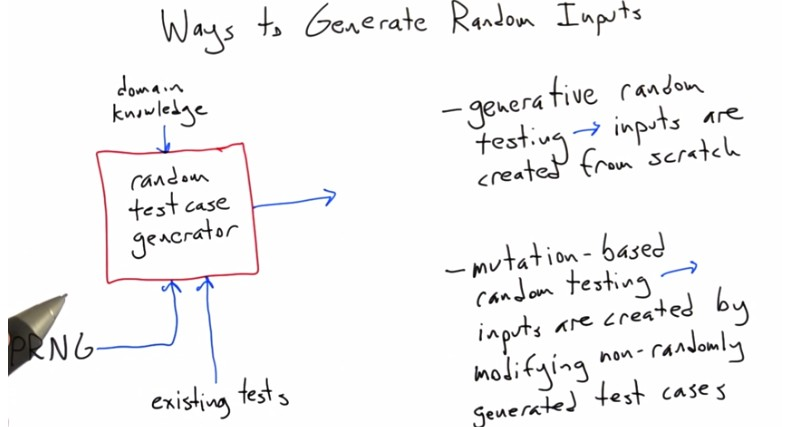 Ways to Generate Random Inputs
domain
knowledge
random
test case
generator
PRNG
existing tests
- generative random
testing → inputs are
created from scratch
- mutation-based
random testing →
inputs are created by
modifying non-randomly
generated test cases